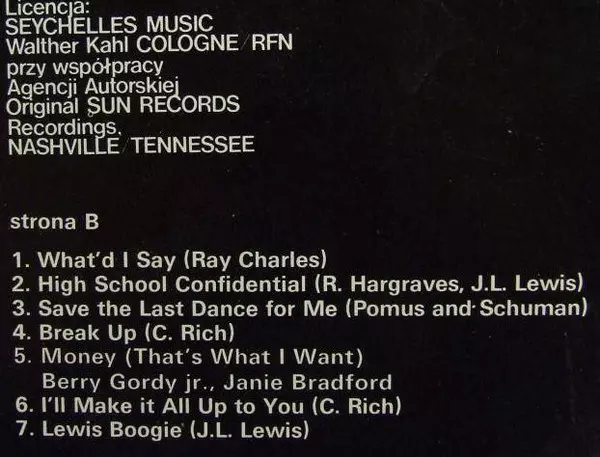 Licencja:
SEYCHELLES MUSIC
Walther Kahl COLOGNE/RFN
przy współpracy
Agencji Autorskiej
Original SUN RECORDS
Recordings,
NASHVILLE/TENNESSEE
strona B
1. What'd I Say (Ray Charles)
2. High School Confidential (R. Hargraves, J.L. Lewis)
3. Save the Last Dance for Me (Pomus and Schuman)
4. Break Up (C. Rich)
5. Money (That's What I Want)
Berry Gordy jr., Janie Bradford
6. I'll Make it All Up to You (C. Rich)
7. Lewis Boogie (J.L. Lewis)